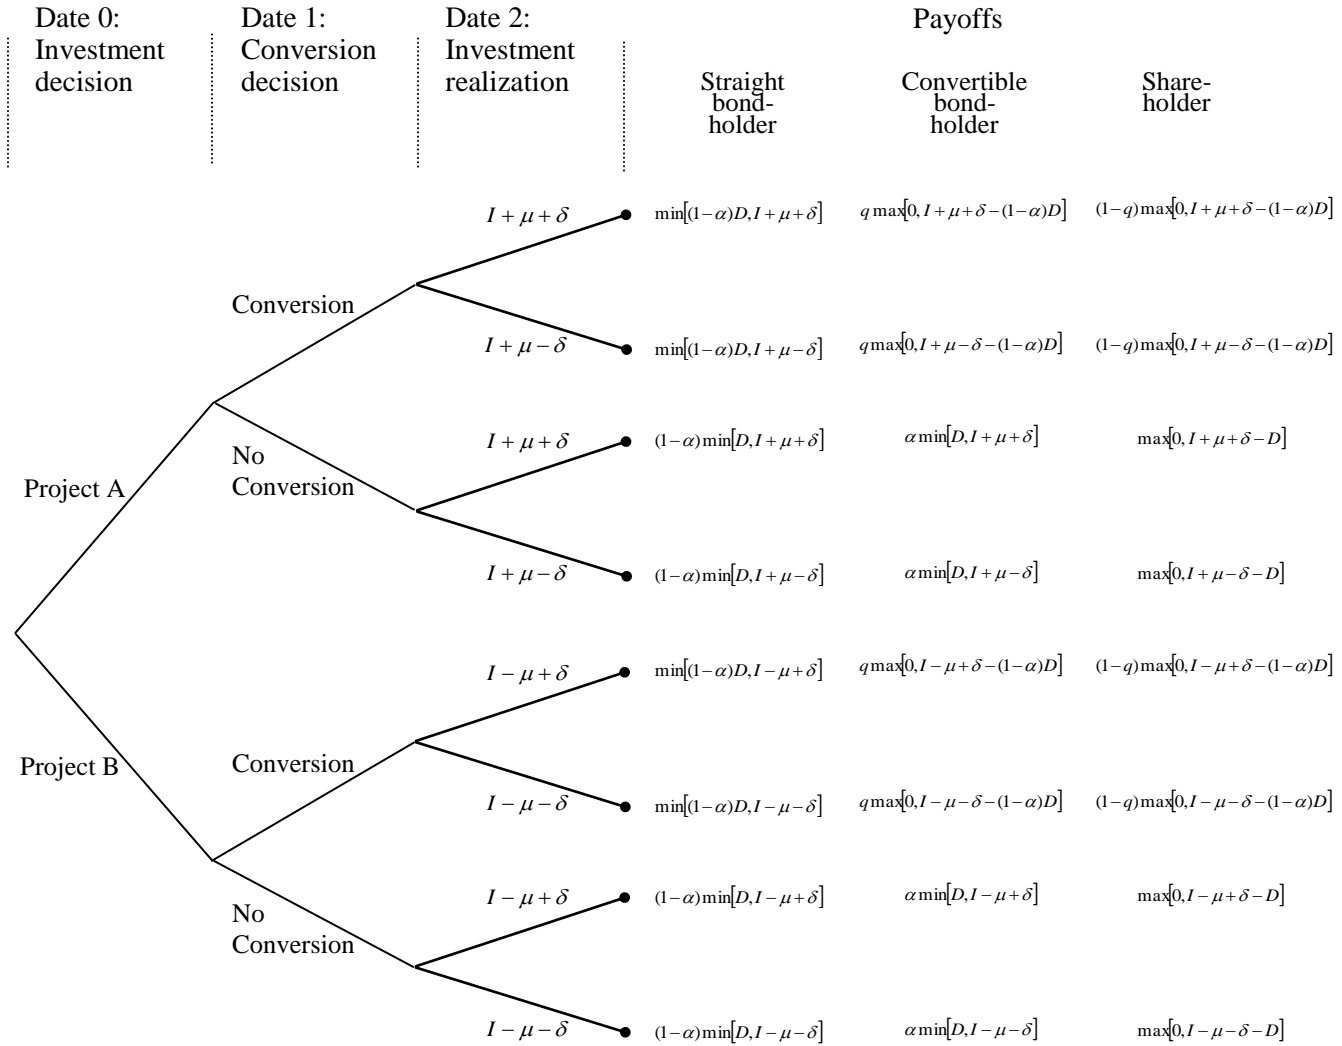 Date 0:
Investment
decision
Date 1:
Conversion
decision
Date 2:
Investment
realization
Payoffs
Straight
bond-
holder
Convertible
bond-
holder
Share-
holder
I + μ + δ
min[(1−α)D, I + μ + δ]
q max[0, I + μ + δ −(1−α)D]
(1−q) max[0, I + μ + δ −(1−α)D]
Conversion
I + μ − δ
min[(1−α)D, I + μ − δ]
q max[0, I + μ − δ −(1−α)D]
(1−q) max[0, I + μ − δ −(1−α)D]
I + μ + δ
(1−α) min[D, I + μ + δ]
α min[D, I + μ + δ]
max[0, I + μ + δ − D]
No
Conversion
Project A
I + μ − δ
(1−α) min[D, I + μ − δ]
α min[D, I + μ − δ]
max[0, I + μ − δ − D]
I − μ + δ
min[(1−α)D, I − μ + δ]
q max[0, I − μ + δ −(1−α)D]
(1−q) max[0, I − μ + δ −(1−α)D]
Project B
Conversion
I − μ − δ
min[(1−α)D, I − μ − δ]
q max[0, I − μ − δ −(1−α)D]
(1−q) max[0, I − μ − δ −(1−α)D]
I − μ + δ
(1−α) min[D, I − μ + δ]
α min[D, I − μ + δ]
max[0, I − μ + δ − D]
No
Conversion
I − μ − δ
(1−α) min[D, I − μ − δ]
α min[D, I − μ − δ]
max[0, I − μ − δ − D]